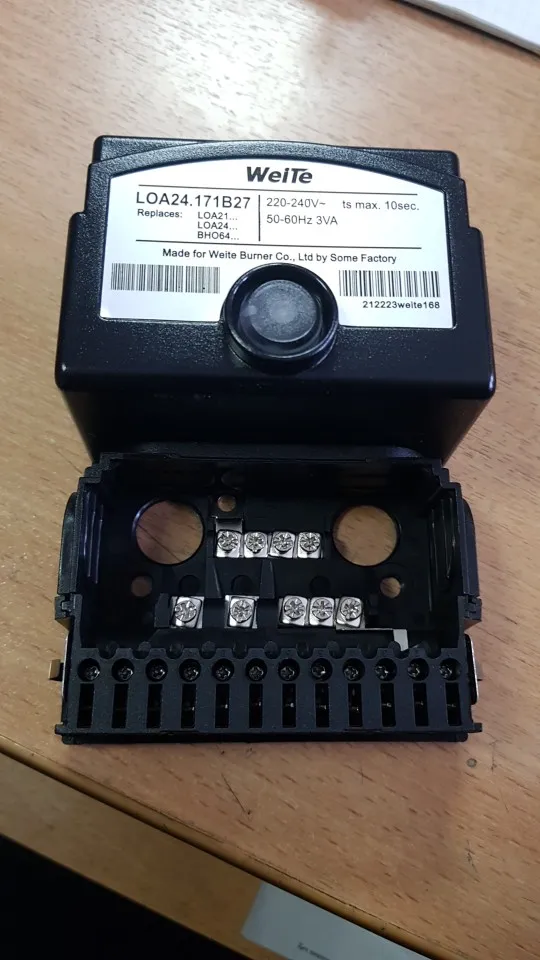 WeiTe
LOA24.171B27
Replaces: LOA21...
LOA24...
BHO64...
220-240V~ ts max. 10sec.
50-60Hz 3VA
Made for Weite Burner Co., Ltd by Some Factory
212223weite168